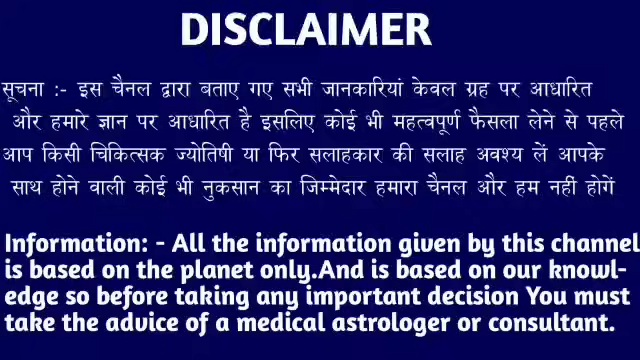 DISCLAIMER
सूचना :- इस चैनल द्वारा बताए गए सभी जानकारियां केवल ग्रह पर आधारित
और हमारे ज्ञान पर आधारित है इसलिए कोई भी महत्वपूर्ण फैसला लेने से पहले
आप किसी चिकित्सक ज्योतिषी या फिर सलाहकार की सलाह अवश्य लें आपके
साथ होने वाली कोई भी नुकसान का जिम्मेदार हमारा चैनल और हम नहीं होगें
Information: - All the information given by this channel
is based on the planet only.And is based on our knowl-
edge so before taking any important decision You must
take the advice of a medical astrologer or consultant.